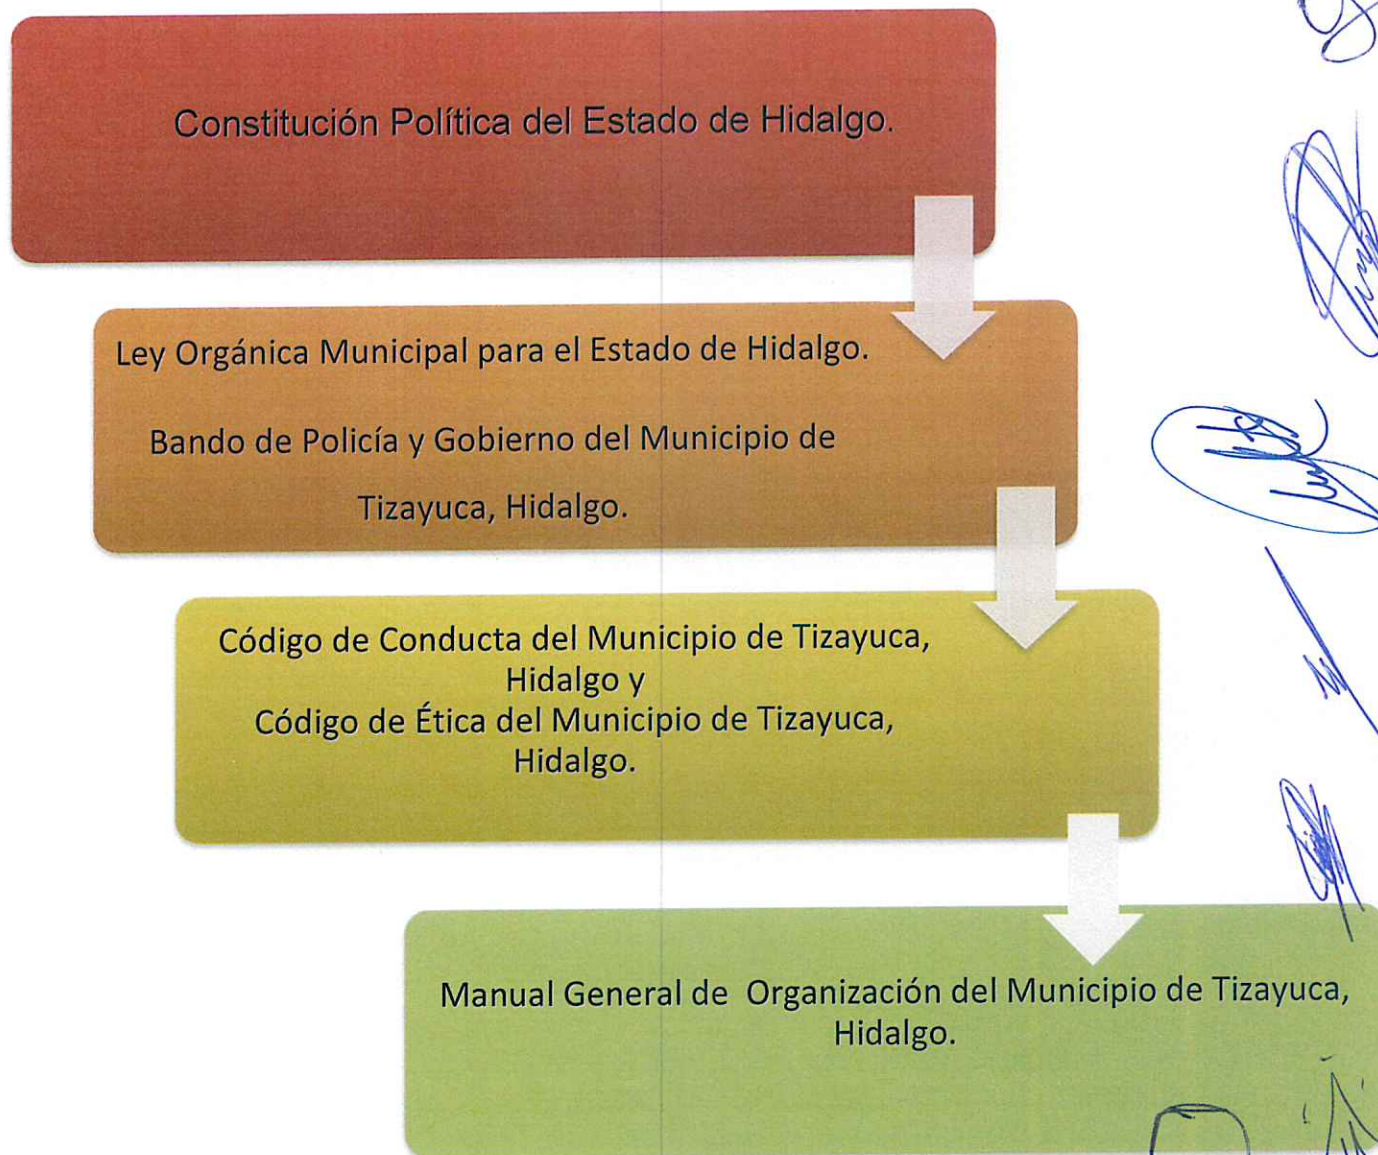 Constitución Política del Estado de Hidalgo.
Ley Orgánica Municipal para el Estado de Hidalgo.
Bando de Policía y Gobierno del Municipio de
Tizayuca, Hidalgo.
Código de Conducta del Municipio de Tizayuca,
Hidalgo y
Código de Ética del Municipio de Tizayuca,
Hidalgo.
Manual General de Organización del Municipio de Tizayuca,
Hidalgo.